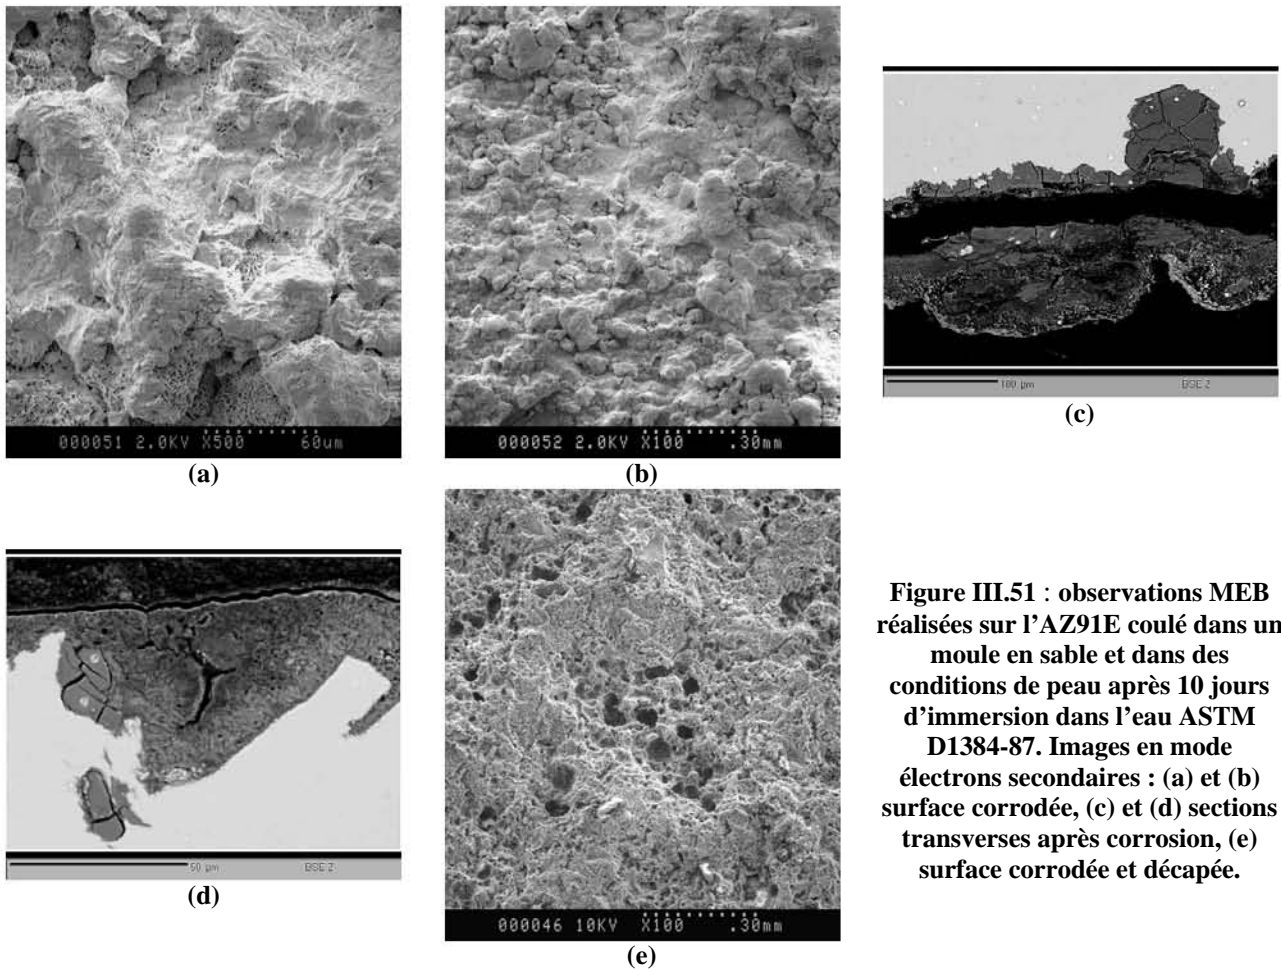 000051 2.0KV X500 60um
(a)
000052 2.0KV X100 .30mm
(b)
100 µm BSE Z
(c)
50 µm BSE Z
(d)
000046 10KV X100 .30mm
(e)
Figure III.51 : observations MEB
réalisées sur l’AZ91E coulé dans un
moule en sable et dans des
conditions de peau après 10 jours
d’immersion dans l’eau ASTM
D1384-87. Images en mode
électrons secondaires : (a) et (b)
surface corrodée, (c) et (d) sections
transverses après corrosion, (e)
surface corrodée et décapée.